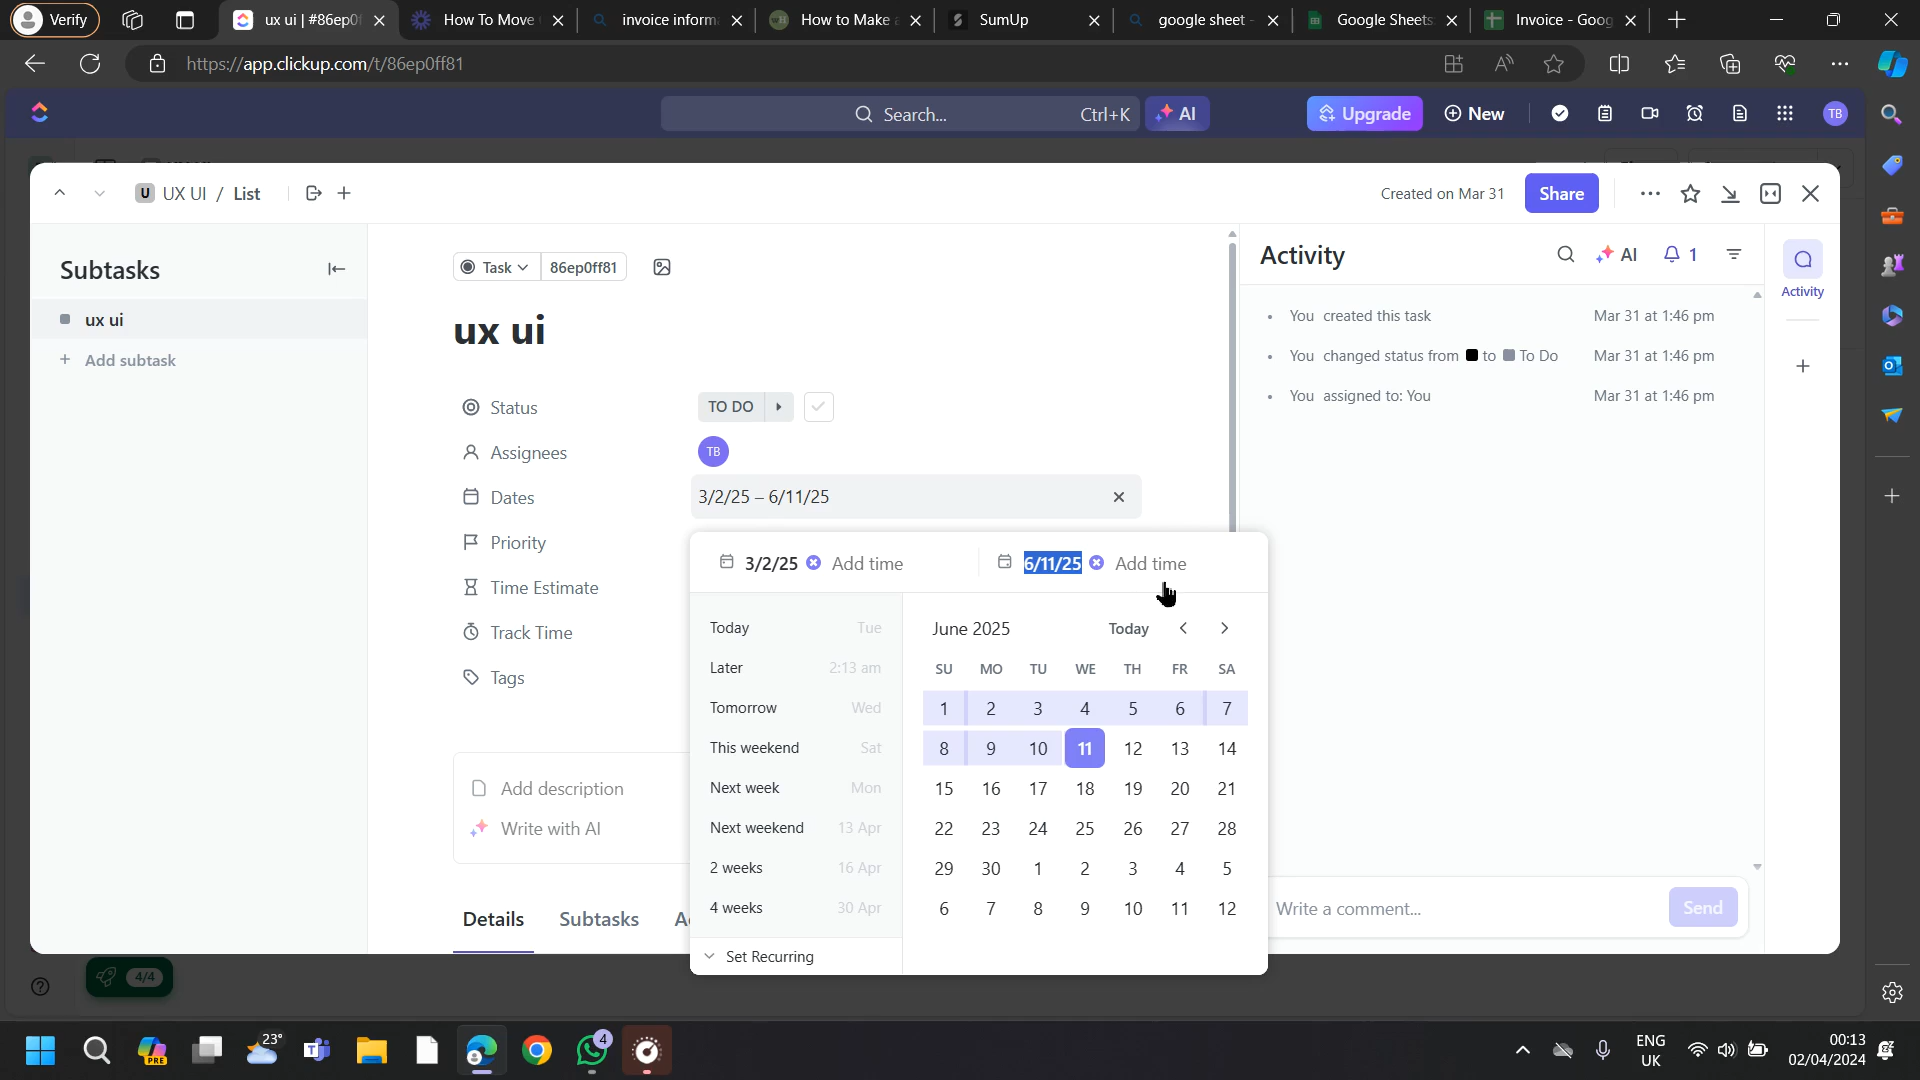 Verify
ux ui | #86ep0f
How To Move
invoice inform
How to Make a
SumUp
google sheet -
Google Sheets
Invoice - Goog
https://app.clickup.com/t/86ep0ff81
Search...
Ctrl+K
AI
Upgrade
New
TB
U UX UI / List
Created on Mar 31
Share
Subtasks
ux ui
Add subtask
Task
86ep0ff81
ux ui
Status
TO DO
Assignees
TB
Dates
3/2/25 – 6/11/25
Priority
Time Estimate
Track Time
Tags
Add description
Write with AI
Details
Subtasks
3/2/25
Add time
6/11/25
Add time
Today Tue
Later 2:13 am
Tomorrow Wed
This weekend Sat
Next week Mon
Next weekend 13 Apr
2 weeks 16 Apr
4 weeks 30 Apr
Set Recurring
June 2025
Today
SU MO TU WE TH FR SA
1 2 3 4 5 6 7
8 9 10 11 12 13 14
15 16 17 18 19 20 21
22 23 24 25 26 27 28
29 30 1 2 3 4 5
6 7 8 9 10 11 12
Activity
AI
1
Activity
You created this task Mar 31 at 1:46 pm
You changed status from to To Do Mar 31 at 1:46 pm
You assigned to: You Mar 31 at 1:46 pm
Write a comment...
Send
4/4
PRE
23°
4
ENG
UK
00:13
02/04/2024